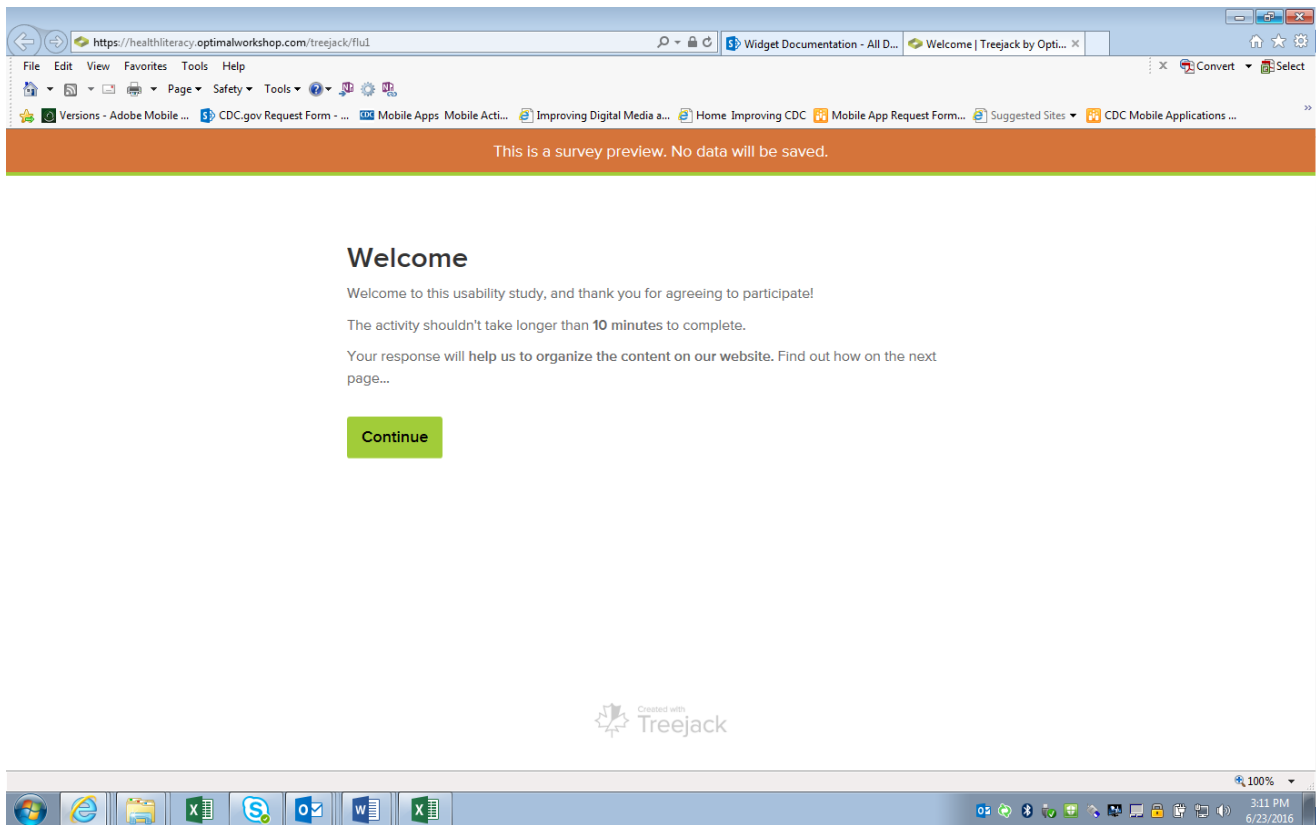 https://healthliteracy.optimalworkshop.com/treejack/flu1
Widget Documentation - All D...
Welcome | Treejack by Opti...
File Edit View Favorites Tools Help
Convert Select
Page Safety Tools
Versions - Adobe Mobile ... CDC.gov Request Form - ... Mobile Apps Mobile Acti... Improving Digital Media a... Home Improving CDC Mobile App Request Form... Suggested Sites CDC Mobile Applications ...
This is a survey preview. No data will be saved.
Welcome
Welcome to this usability study, and thank you for agreeing to participate!
The activity shouldn't take longer than 10 minutes to complete.
Your response will help us to organize the content on our website. Find out how on the next
page...
Continue
Created with
Treejack
100%
3:11 PM
6/23/2016